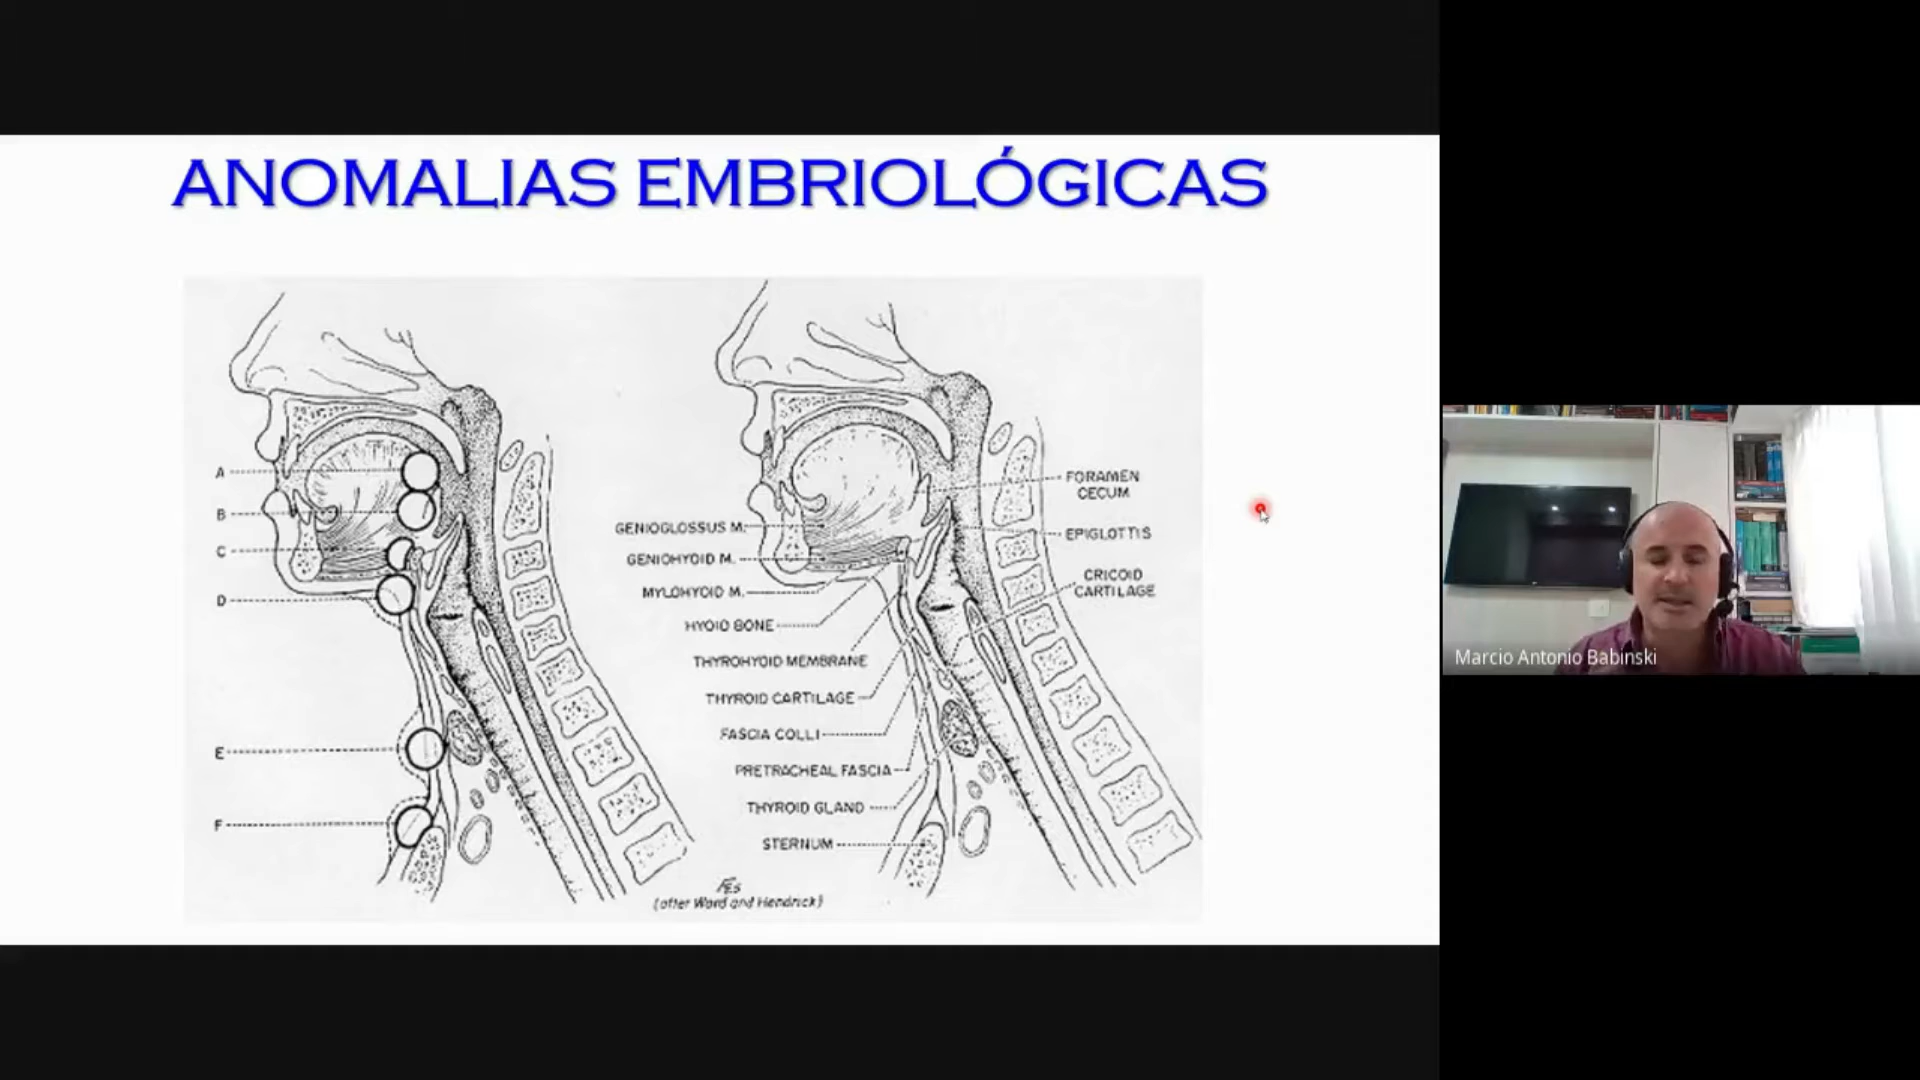 ANOMALIAS EMBRIOLÓGICAS
A
B
C
D
E
F
GENIOGLOSSUS M.
GENIOHYOID M.
MYLOHYOID M.
HYOID BONE
THYROHYOID MEMBRANE
THYROID CARTILAGE
FASCIA COLLI
PRETRACHEAL FASCIA
THYROID GLAND
STERNUM
FORAMEN
CECUM
EPIGLOTTIS
CRICOID
CARTILAGE
(after Ward and Hendrick)
Marcio Antonio Babinski